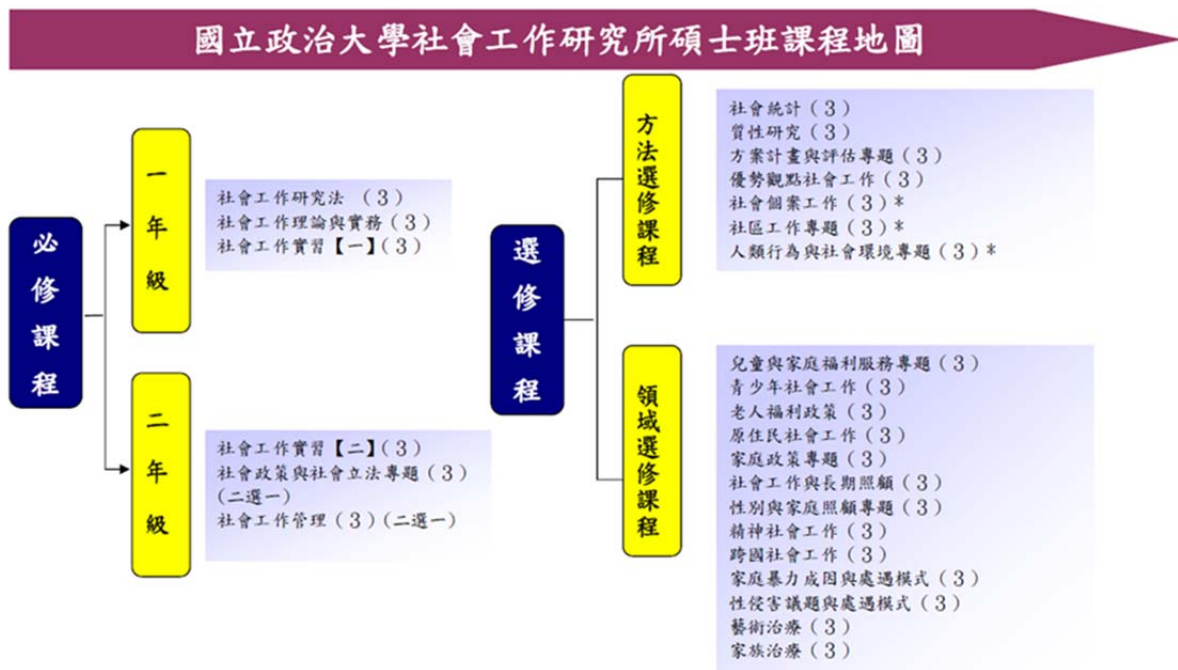 國立政治大學社會工作研究所碩士班課程地圖
必修課程
一年級
社會工作研究法 (3)
社會工作理論與實務(3)
社會工作實習【一】(3)
二年級
社會工作實習【二】(3)
社會政策與社會立法專題(3)
(二選一)
社會工作管理(3)(二選一)
選修課程
方法選修課程
社會統計(3)
質性研究(3)
方案計畫與評估專題(3)
優勢觀點社會工作(3)
社會個案工作(3)*
社區工作專題(3)*
人類行為與社會環境專題(3)*
領域選修課程
兒童與家庭福利服務專題(3)
青少年社會工作(3)
老人福利政策(3)
原住民社會工作(3)
家庭政策專題(3)
社會工作與長期照顧(3)
性別與家庭照顧專題(3)
精神社會工作(3)
跨國社會工作(3)
家庭暴力成因與處遇模式(3)
性侵害議題與處遇模式(3)
藝術治療(3)
家族治療(3)